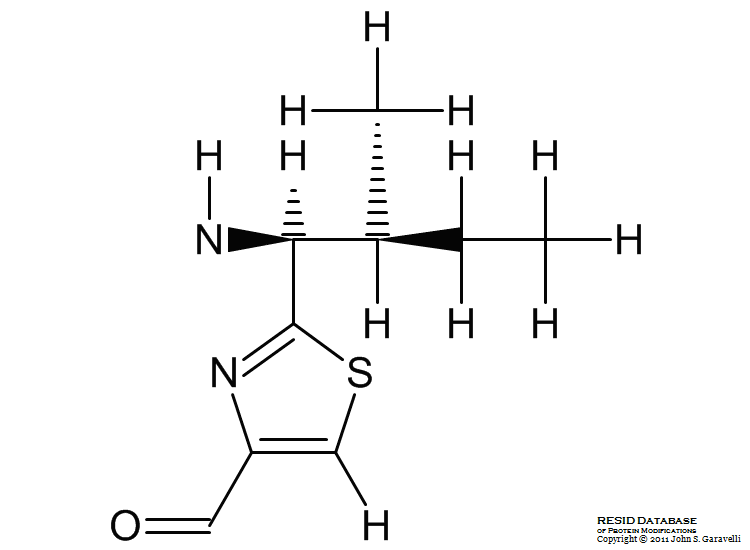 H
H H
H H H H
N H
H H H
N S
O H
RESID DATABASE
OF PROTEIN MODIFICATIONS
Copyright © 2011 John S. Garavelli